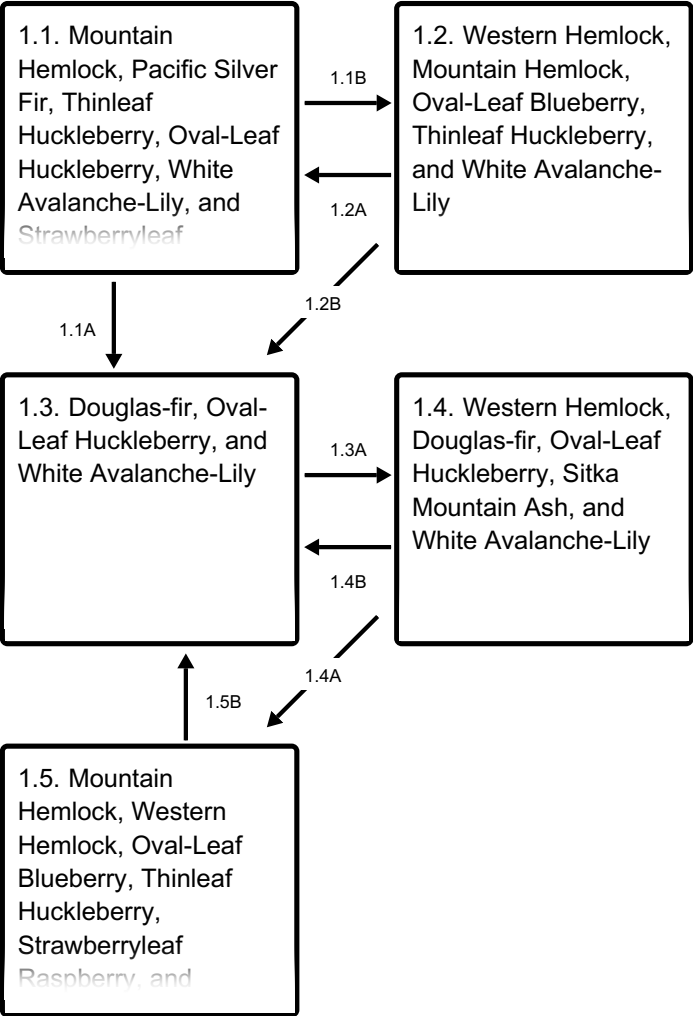 1.1. Mountain
Hemlock, Pacific Silver
Fir, Thinleaf
Huckleberry, Oval-Leaf
Huckleberry, White
Avalanche-Lily, and
Strawberryleaf
1.1B
1.2A
1.2. Western Hemlock,
Mountain Hemlock,
Oval-Leaf Blueberry,
Thinleaf Huckleberry,
and White Avalanche-
Lily
1.2B
1.1A
1.3. Douglas-fir, Oval-
Leaf Huckleberry, and
White Avalanche-Lily
1.3A
1.4B
1.4. Western Hemlock,
Douglas-fir, Oval-Leaf
Huckleberry, Sitka
Mountain Ash, and
White Avalanche-Lily
1.4A
1.5B
1.5. Mountain
Hemlock, Western
Hemlock, Oval-Leaf
Blueberry, Thinleaf
Huckleberry,
Strawberryleaf
Raspberry, and